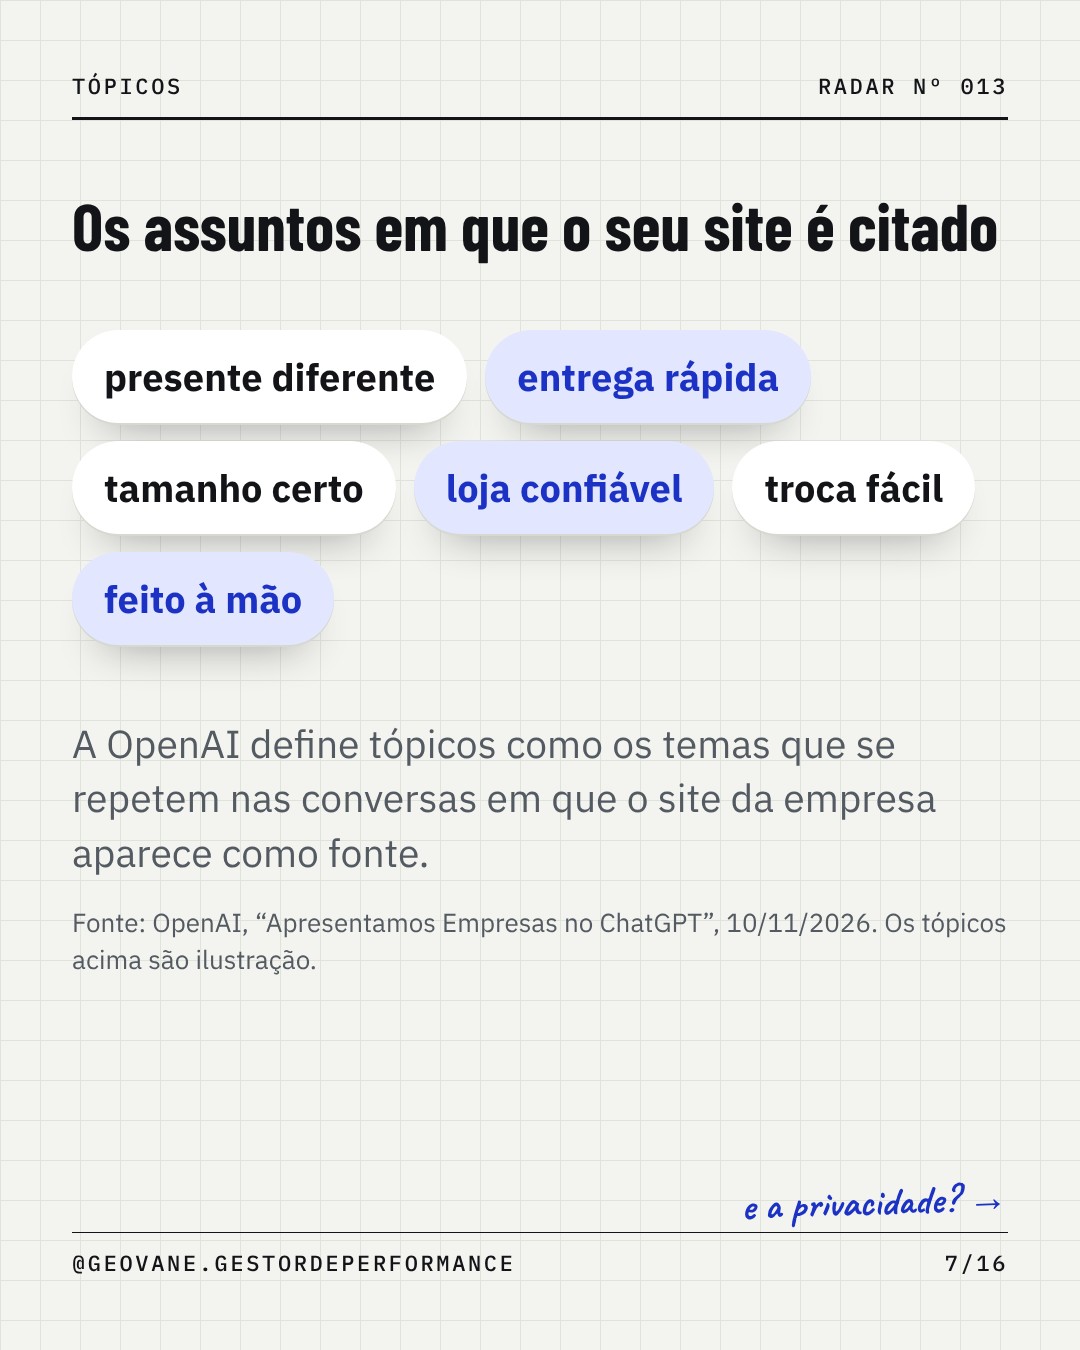 TÓPICOS
RADAR Nº 013
Os assuntos em que o seu site é citado
presente diferente
entrega rápida
tamanho certo
loja confiável
troca fácil
feito à mão
A OpenAI define tópicos como os temas que se
repetem nas conversas em que o site da empresa
aparece como fonte.
Fonte: OpenAI, “Apresentamos Empresas no ChatGPT”, 10/11/2026. Os tópicos
acima são ilustração.
e a privacidade? →
@GEOVANE.GESTORDEPERFORMANCE
7/16